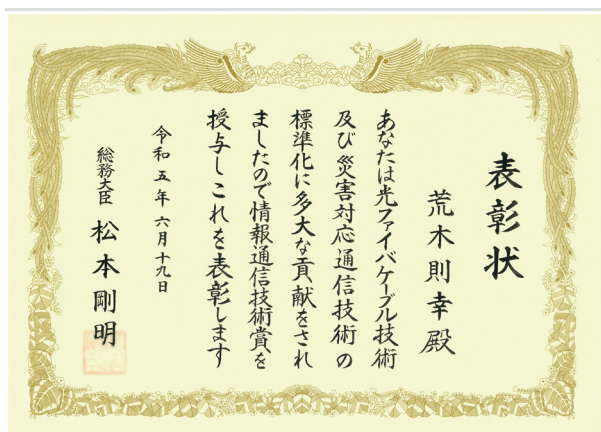 表彰状
荒木則幸殿
あなたは光ファイバケーブル技術
及び災害対応通信技術の
標準化に多大な貢献をされ
ましたので情報通信技術賞を
授与しこれを表彰します
令和五年六月十九日
総務大臣 松本剛明